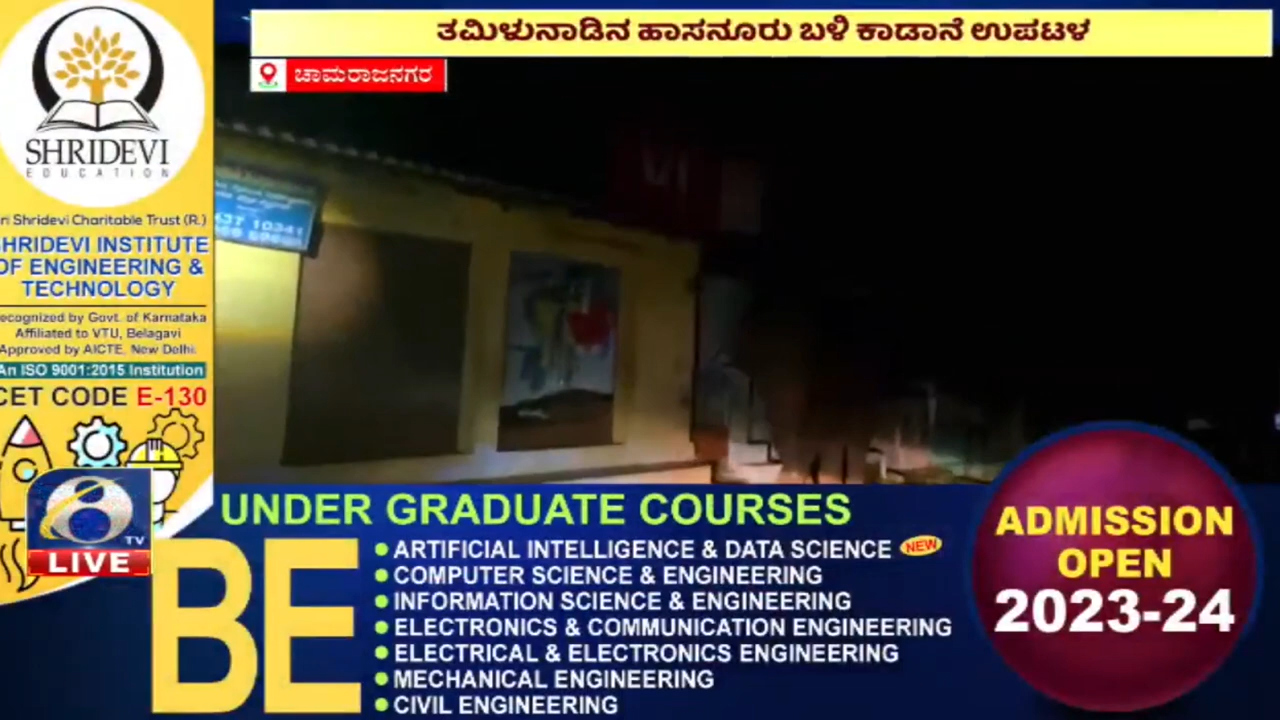 ತಮಿಳುನಾಡಿನ ಹಾಸನೂರು ಬಳಿ ಕಾಡಾನೆ ಉಪಟಳ
ಚಾಮರಾಜನಗರ
VI
SHRIDEVI
EDUCATION
ri Shridevi Charitable Trust (R.)
SHRIDEVI INSTITUTE
OF ENGINEERING &
TECHNOLOGY
ecognized by Govt. of Karnataka
Affiliated to VTU, Belagavi
Approved by AICTE, New Delhi.
An ISO 9001:2015 Institution
CET CODE E-130
TV
LIVE
UNDER GRADUATE COURSES
BE
ARTIFICIAL INTELLIGENCE & DATA SCIENCE NEW
COMPUTER SCIENCE & ENGINEERING
INFORMATION SCIENCE & ENGINEERING
ELECTRONICS & COMMUNICATION ENGINEERING
ELECTRICAL & ELECTRONICS ENGINEERING
MECHANICAL ENGINEERING
CIVIL ENGINEERING
ADMISSION
OPEN
2023-24